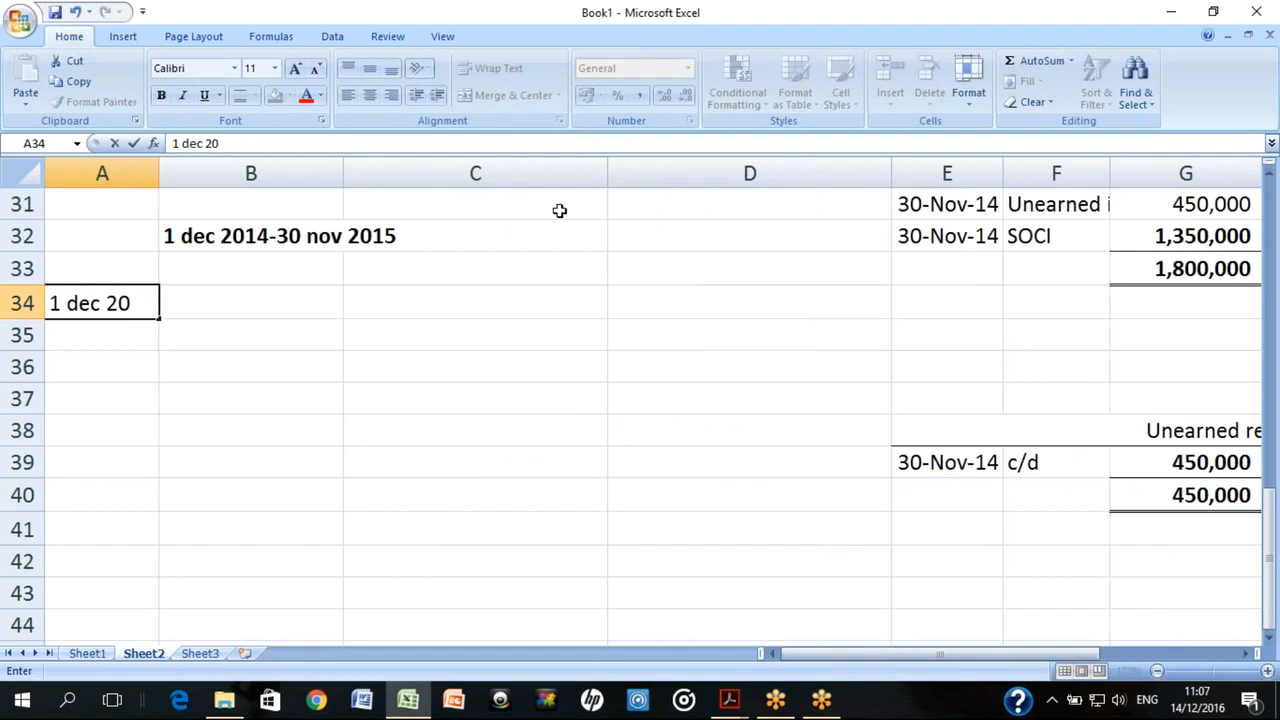 Book1 - Microsoft Excel
Home Insert Page Layout Formulas Data Review View
Paste Cut Copy Format Painter Clipboard
Calibri 11 A A B I U A Font
Wrap Text Merge & Center Alignment
General % , Number
Conditional Formatting Format as Table Cell Styles Styles
Insert Delete Format Cells
Σ AutoSum Fill Clear Sort & Filter Find & Select Editing
A34 fx 1 dec 20
A B C D E F G
31 30-Nov-14 Unearned i 450,000
32 1 dec 2014-30 nov 2015 30-Nov-14 SOCI 1,350,000
33 1,800,000
34 1 dec 20
35
36
37
38 Unearned re
39 30-Nov-14 c/d 450,000
40 450,000
41
42
43
44
Sheet1 Sheet2 Sheet3
Enter
ENG 11:07
14/12/2016